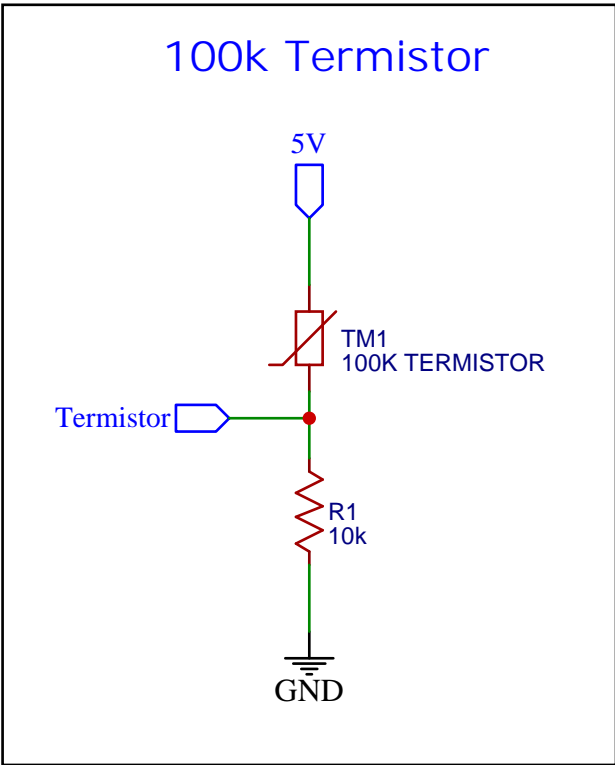 100k Termistor
5V
TM1
100K TERMISTOR
Termistor
R1
10k
GND